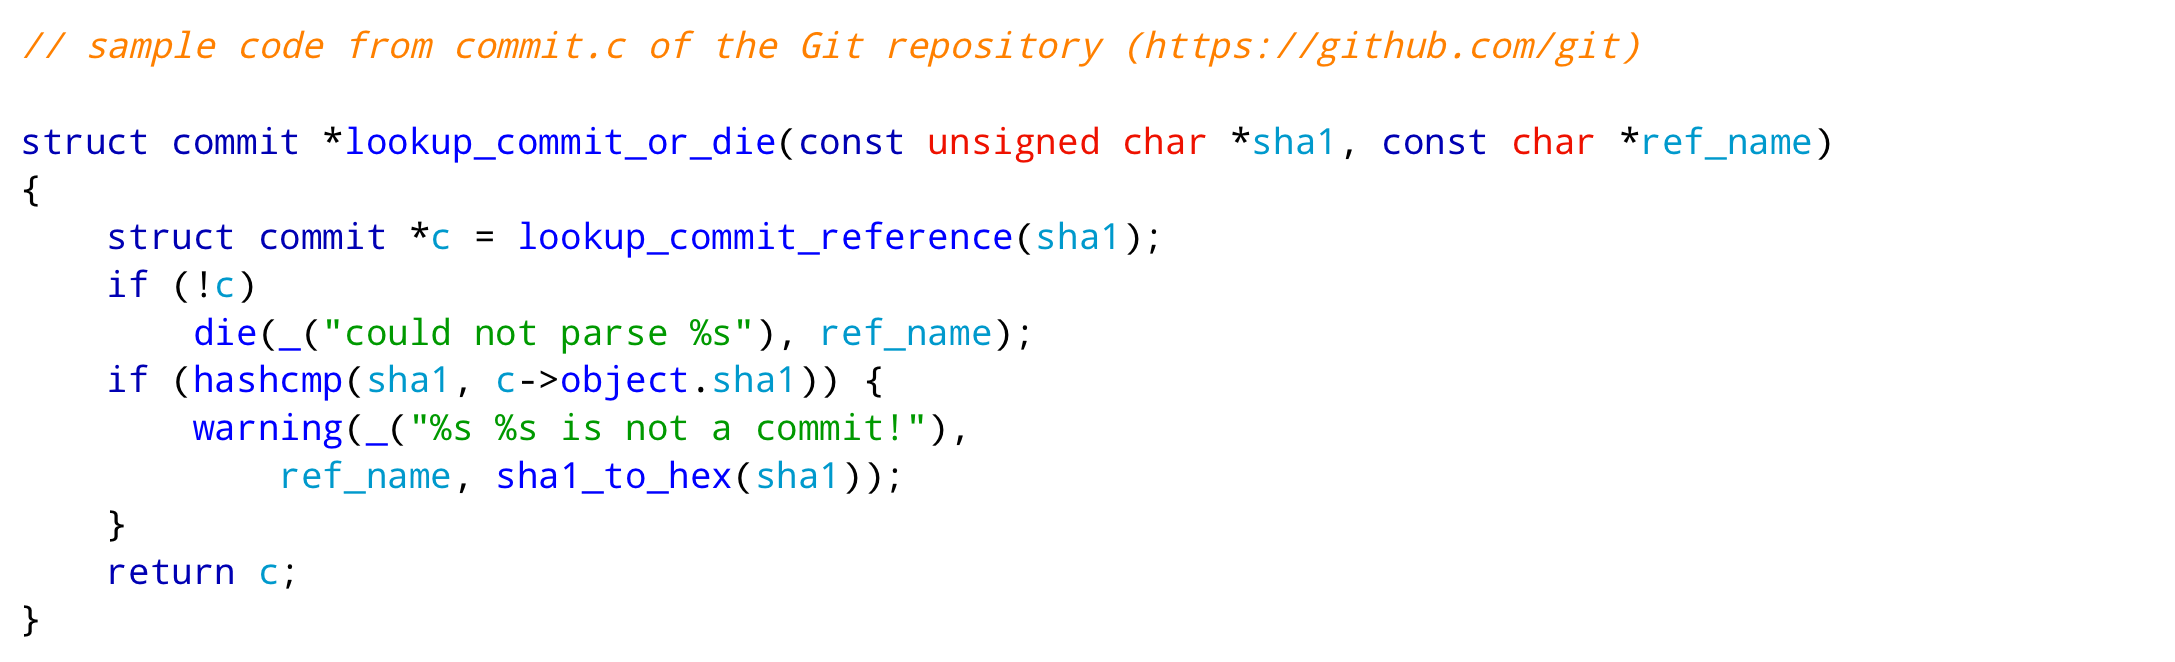 // sample code from commit.c of the Git repository (https://github.com/git)

struct commit *lookup_commit_or_die(const unsigned char *sha1, const char *ref_name)
{
    struct commit *c = lookup_commit_reference(sha1);
    if (!c)
        die(_("could not parse %s"), ref_name);
    if (hashcmp(sha1, c->object.sha1)) {
        warning(_("%s %s is not a commit!"),
            ref_name, sha1_to_hex(sha1));
    }
    return c;
}